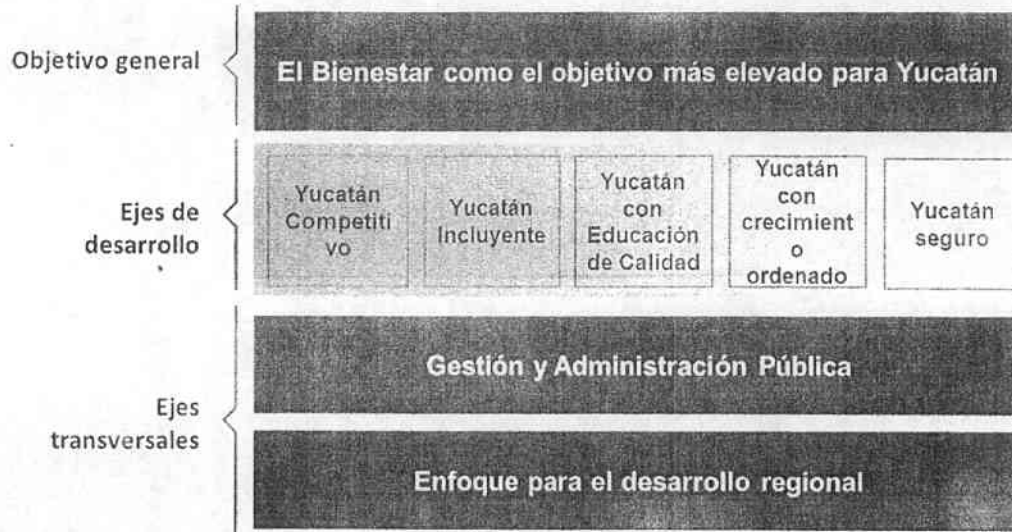 Objetivo general
El Bienestar como el objetivo más elevado para Yucatán
Ejes de
desarrollo
Yucatán
Competiti
vo
Yucatán
Incluyente
Yucatán
con
Educación
de Calidad
Yucatán
con
crecimient
o
ordenado
Yucatán
seguro
Ejes
transversales
Gestión y Administración Pública
Enfoque para el desarrollo regional